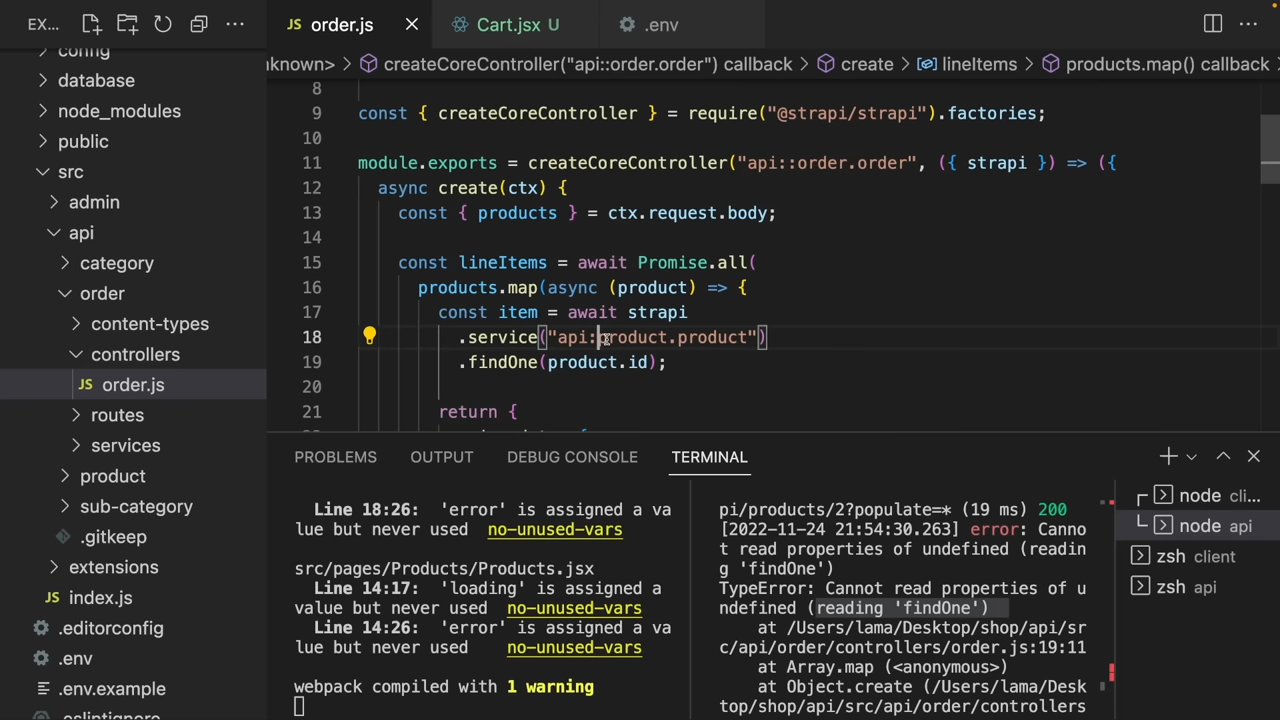 EX...
JS order.js
Cart.jsx U
.env
nknown> > createCoreController("api::order.order") callback > create > lineItems > products.map() callback
config
database
node_modules
public
src
admin
api
category
order
content-types
controllers
JS order.js
routes
services
product
sub-category
.gitkeep
extensions
JS index.js
.editorconfig
.env
.env.example
8
9 const { createCoreController } = require("@strapi/strapi").factories;
10
11 module.exports = createCoreController("api::order.order", ({ strapi }) => ({
12 async create(ctx) {
13 const { products } = ctx.request.body;
14
15 const lineItems = await Promise.all(
16 products.map(async (product) => {
17 const item = await strapi
18 .service("api:product.product")
19 .findOne(product.id);
20
21 return {
PROBLEMS OUTPUT DEBUG CONSOLE TERMINAL
Line 18:26: 'error' is assigned a va
lue but never used no-unused-vars
src/pages/Products/Products.jsx
Line 14:17: 'loading' is assigned a
value but never used no-unused-vars
Line 14:26: 'error' is assigned a va
lue but never used no-unused-vars
webpack compiled with 1 warning
pi/products/2?populate=* (19 ms) 200
[2022-11-24 21:54:30.263] error: Canno
t read properties of undefined (readin
g 'findOne')
TypeError: Cannot read properties of u
ndefined (reading 'findOne')
at /Users/lama/Desktop/shop/api/sr
c/api/order/controllers/order.js:19:11
at Array.map (<anonymous>)
at Object.create (/Users/lama/Desk
top/shop/api/src/api/order/controllers
node cli...
node api
zsh client
zsh api